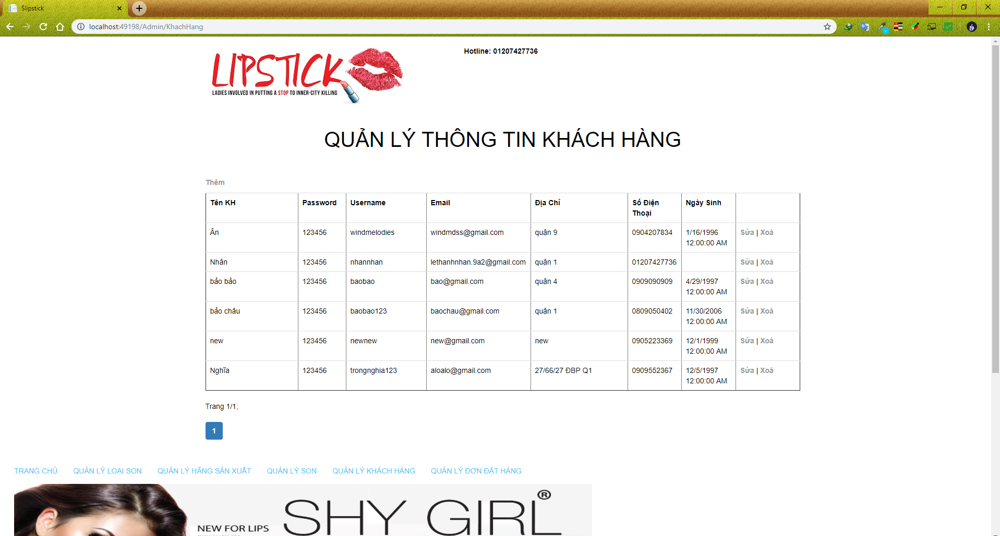 Slipstick
localhost:49198/Admin/KhachHang
LIPSTICK
LADIES INVOLVED IN PUTTING A STOP TO INNER-CITY KILLING
Hotline: 01207427736
QUẢN LÝ THÔNG TIN KHÁCH HÀNG
Thêm
Tên KH Password Username Email Địa Chỉ Số Điện Thoại Ngày Sinh
Ân 123456 windmelodies windmdss@gmail.com quận 9 0904207834 1/16/1996 12:00:00 AM Sửa | Xoá
Nhân 123456 nhannhan lethanhnhan.9a2@gmail.com quận 1 01207427736 Sửa | Xoá
bảo bảo 123456 baobao bao@gmail.com quận 4 0909090909 4/29/1997 12:00:00 AM Sửa | Xoá
bảo châu 123456 baobao123 baochau@gmail.com quận 1 0809050402 11/30/2006 12:00:00 AM Sửa | Xoá
new 123456 newnew new@gmail.com new 0905223369 12/1/1999 12:00:00 AM Sửa | Xoá
Nghĩa 123456 trongnghia123 aloalo@gmail.com 27/66/27 ĐBP Q1 0909552367 12/5/1997 12:00:00 AM Sửa | Xoá
Trang 1/1;
1
TRANG CHỦ QUẢN LÝ LOẠI SON QUẢN LÝ HÃNG SẢN XUẤT QUẢN LÝ SON QUẢN LÝ KHÁCH HÀNG QUẢN LÝ ĐƠN ĐẶT HÀNG
SHY GIRL ®
NEW FOR LIPS